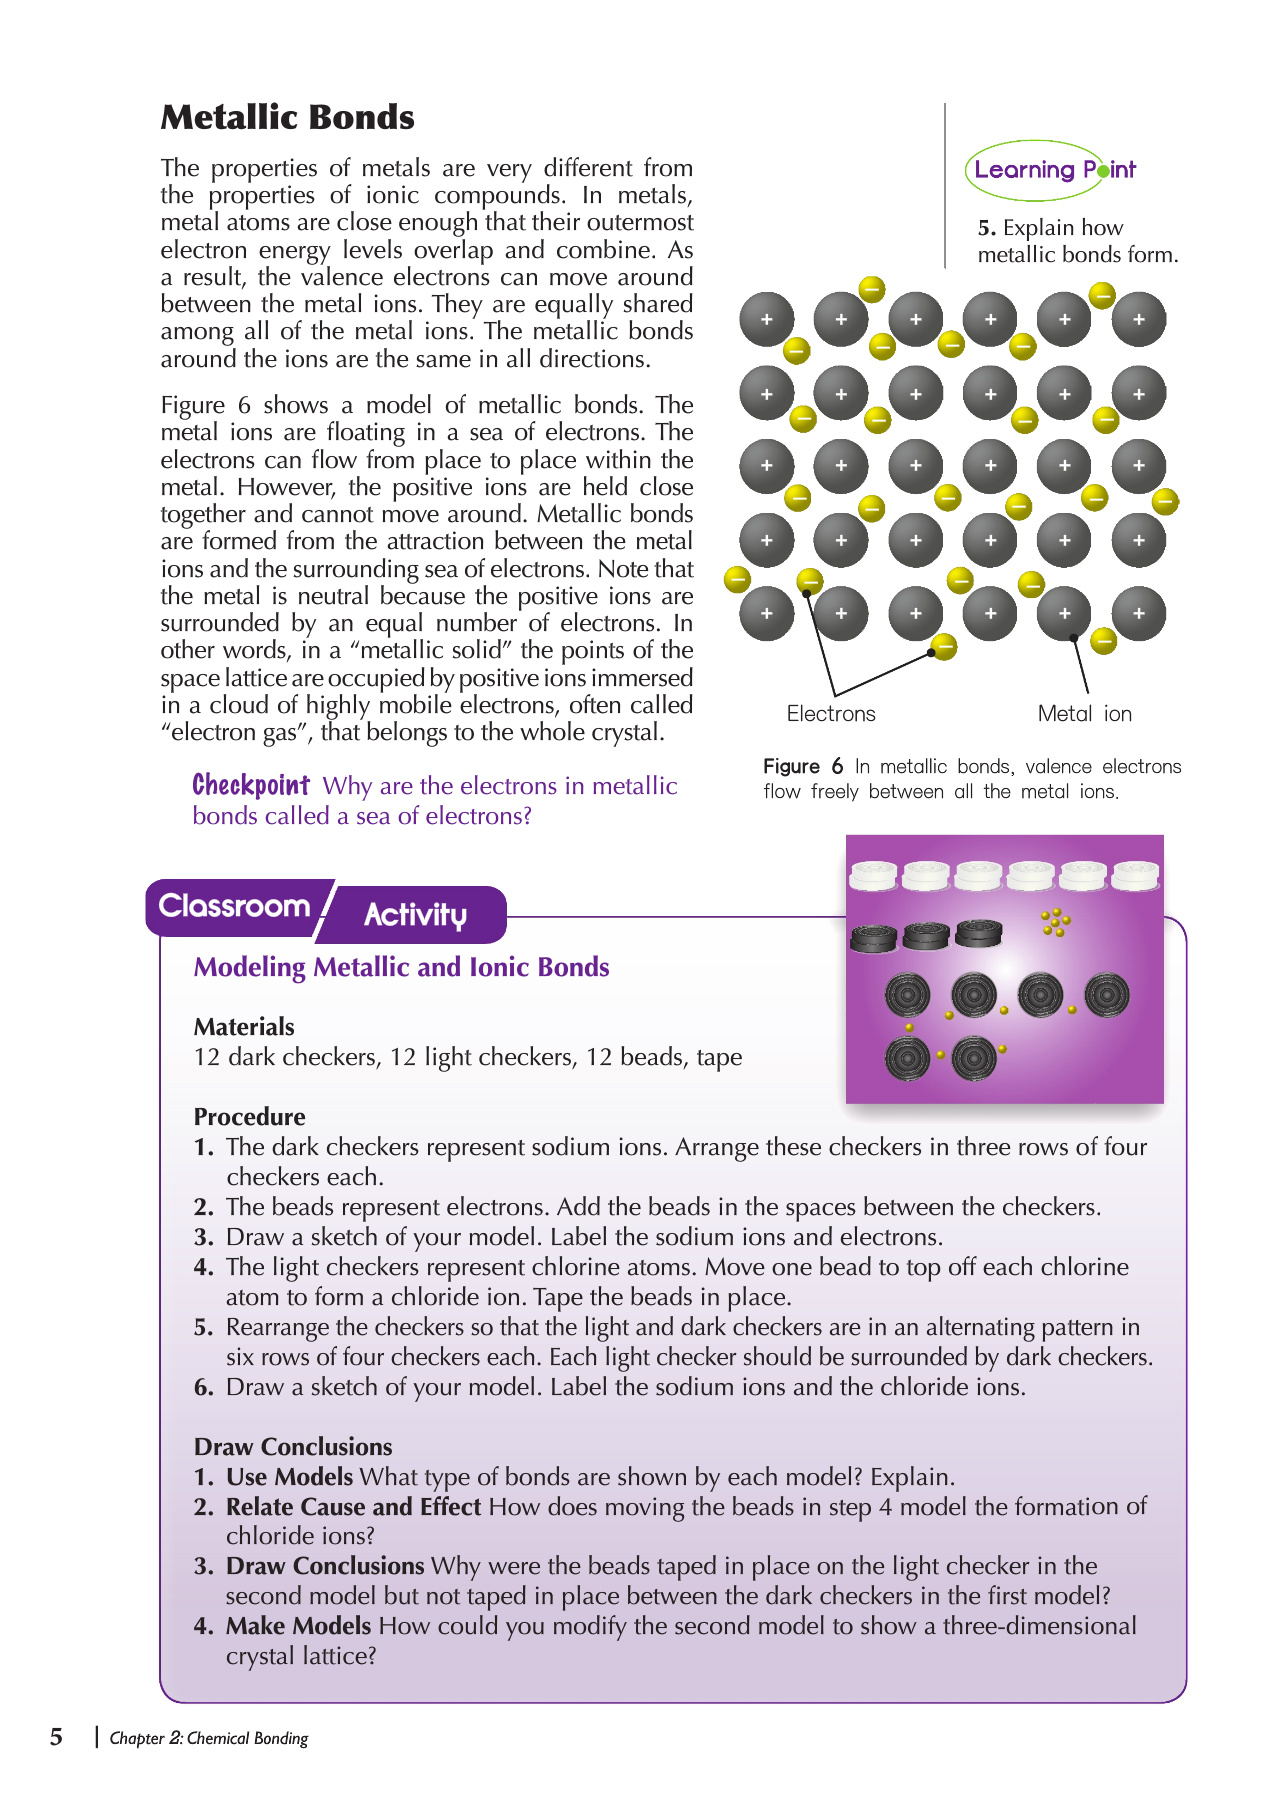 Metallic Bonds
The properties of metals are very different from
the properties of ionic compounds. In metals,
metal atoms are close enough that their outermost
electron energy levels overlap and combine. As
a result, the valence electrons can move around
between the metal ions. They are equally shared
among all of the metal ions. The metallic bonds
around the ions are the same in all directions.
Figure 6 shows a model of metallic bonds. The
metal ions are floating in a sea of electrons. The
electrons can flow from place to place within the
metal. However, the positive ions are held close
together and cannot move around. Metallic bonds
are formed from the attraction between the metal
ions and the surrounding sea of electrons. Note that
the metal is neutral because the positive ions are
surrounded by an equal number of electrons. In
other words, in a “metallic solid” the points of the
space lattice are occupied by positive ions immersed
in a cloud of highly mobile electrons, often called
“electron gas”, that belongs to the whole crystal.
Checkpoint Why are the electrons in metallic
bonds called a sea of electrons?
Learning Point
5. Explain how
metallic bonds form.
+ + + + + +
+ + + + + +
+ + + + + +
+ + + + + +
+ + + + + +
Electrons
Metal ion
Figure 6 In metallic bonds, valence electrons
flow freely between all the metal ions.
Classroom Activity
Modeling Metallic and Ionic Bonds
Materials
12 dark checkers, 12 light checkers, 12 beads, tape
Procedure
1. The dark checkers represent sodium ions. Arrange these checkers in three rows of four
checkers each.
2. The beads represent electrons. Add the beads in the spaces between the checkers.
3. Draw a sketch of your model. Label the sodium ions and electrons.
4. The light checkers represent chlorine atoms. Move one bead to top off each chlorine
atom to form a chloride ion. Tape the beads in place.
5. Rearrange the checkers so that the light and dark checkers are in an alternating pattern in
six rows of four checkers each. Each light checker should be surrounded by dark checkers.
6. Draw a sketch of your model. Label the sodium ions and the chloride ions.
Draw Conclusions
1. Use Models What type of bonds are shown by each model? Explain.
2. Relate Cause and Effect How does moving the beads in step 4 model the formation of
chloride ions?
3. Draw Conclusions Why were the beads taped in place on the light checker in the
second model but not taped in place between the dark checkers in the first model?
4. Make Models How could you modify the second model to show a three-dimensional
crystal lattice?
5 | Chapter 2: Chemical Bonding